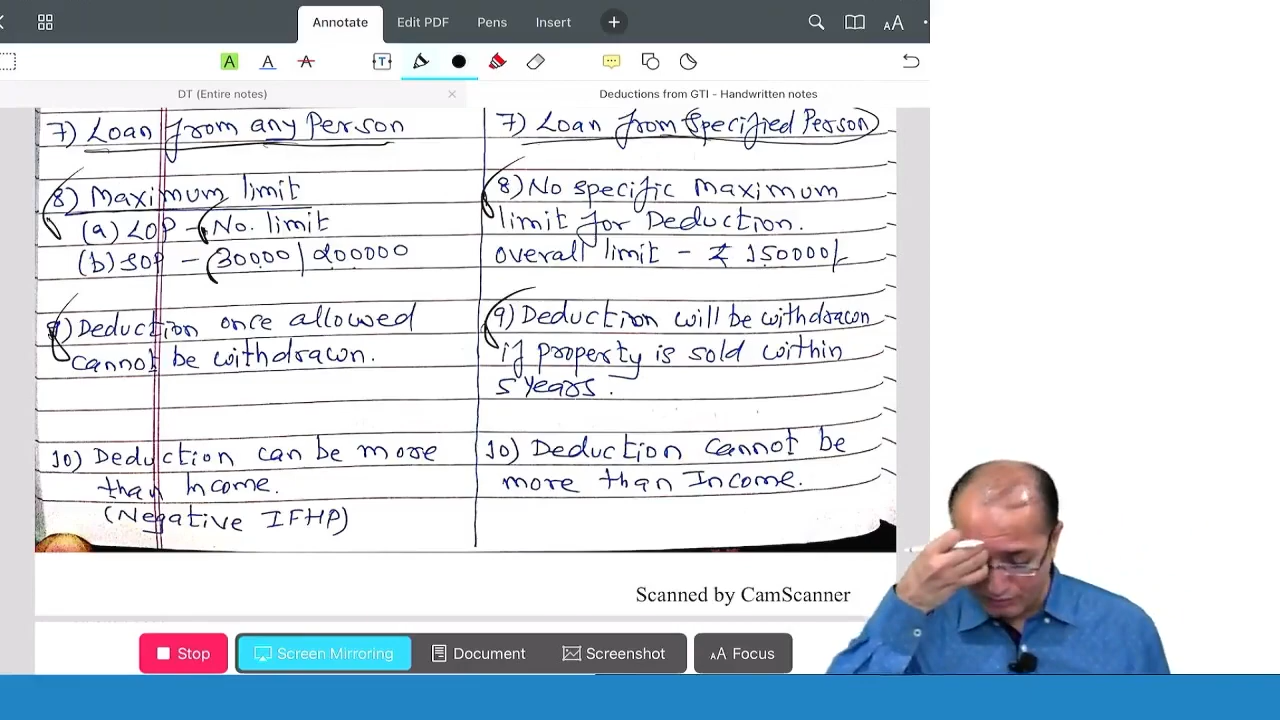 Annotate Edit PDF Pens Insert
DT (Entire notes) Deductions from GTI - Handwritten notes
7) Loan from any Person
8) Maximum limit
(a) LOP - No. limit
(b) SOP - 30000 | 200000
9) Deduction once allowed
cannot be withdrawn.
10) Deduction can be more
than Income.
(Negative IFHP)
7) Loan from (Specified Person)
8) No specific maximum
limit for Deduction.
overall limit - ₹ 150000/-
9) Deduction will be withdrawn
if property is sold within
5 years.
10) Deduction cannot be
more than Income.
Scanned by CamScanner
Stop Screen Mirroring Document Screenshot AA Focus